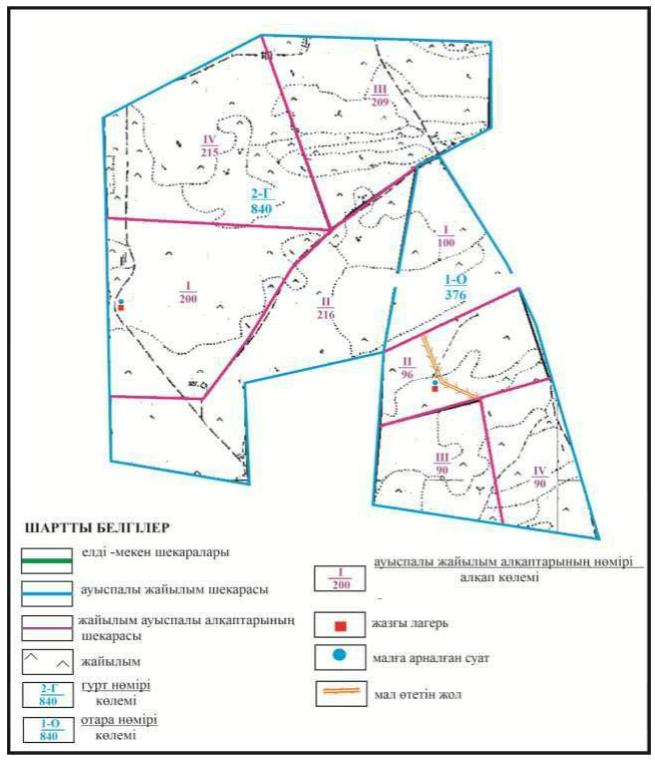 III
209
IV
215
2-Г
840
I
100
I
200
II
216
1-О
376
II
96
III
90
IV
90
ШАРТТЫ БЕЛГІЛЕР
елді -мекен шекаралары
ауыспалы жайылым шекарасы
жайылым ауыспалы алқаптарының
шекарасы
жайылым
2-Г
840
гурт нөмірі
көлемі
1-О
840
отара нөмірі
көлемі
I
200
ауыспалы жайылым алқаптарының нөмірі
алқап көлемі
жазғы лагерь
малға арналған суат
мал өтетін жол